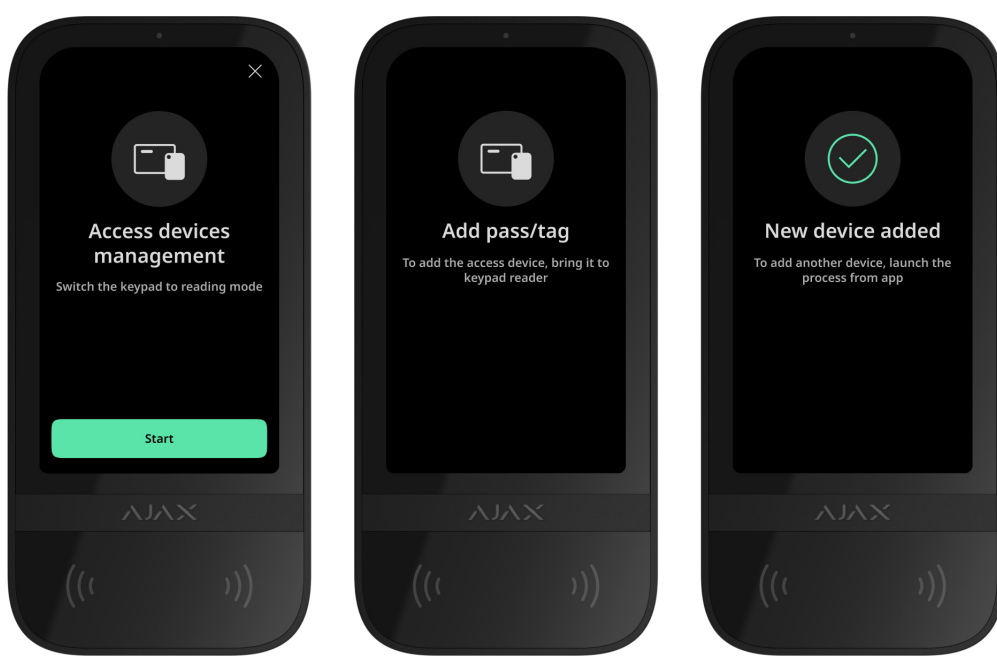 Access devices
management
Switch the keypad to reading mode
Start
AJAX
Add pass/tag
To add the access device, bring it to
keypad reader
AJAX
New device added
To add another device, launch the
process from app
AJAX